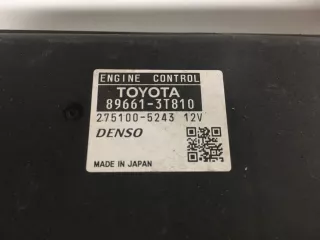 ENGINE CONTROL
TOYOTA
89661-3T810
275100-5243 12V
DENSO
MADE IN JAPAN